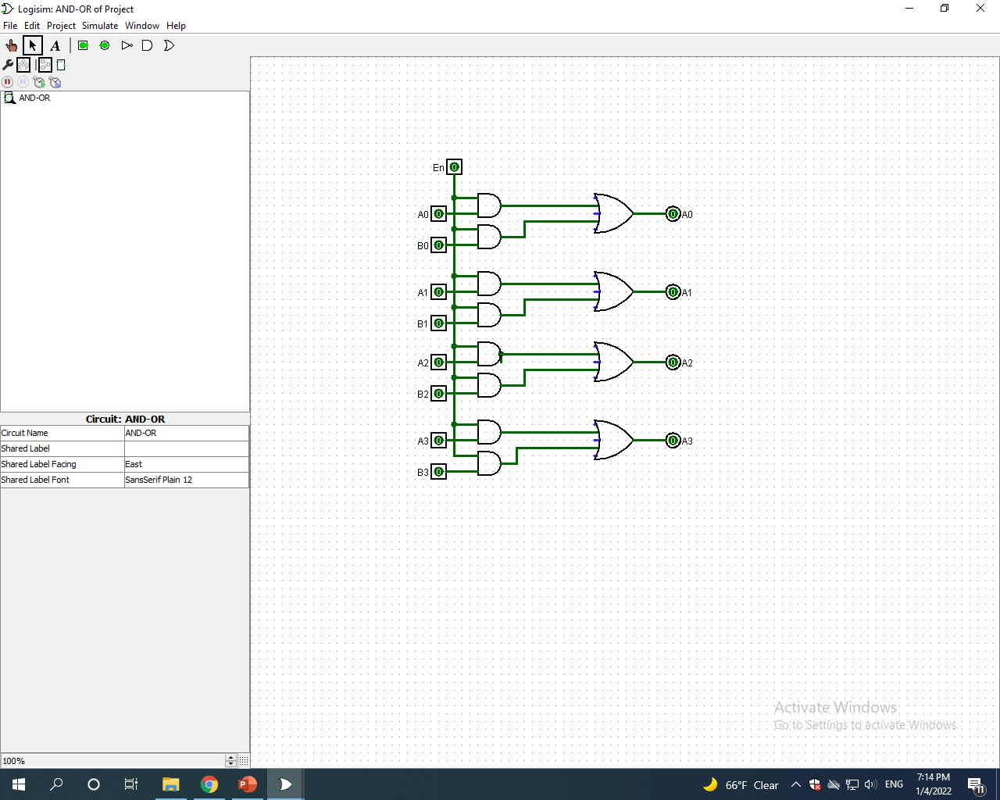 Logisim: AND-OR of Project
File Edit Project Simulate Window Help
A
AND-OR
Circuit: AND-OR
Circuit Name AND-OR
Shared Label
Shared Label Facing East
Shared Label Font SansSerif Plain 12
100%
En 0
A0 0 0 A0
B0 0
A1 0 0 A1
B1 0
A2 0 0 A2
B2 0
A3 0 0 A3
B3 0
Activate Windows
Go to Settings to activate Windows.
P
66°F Clear
ENG
7:14 PM
1/4/2022
11